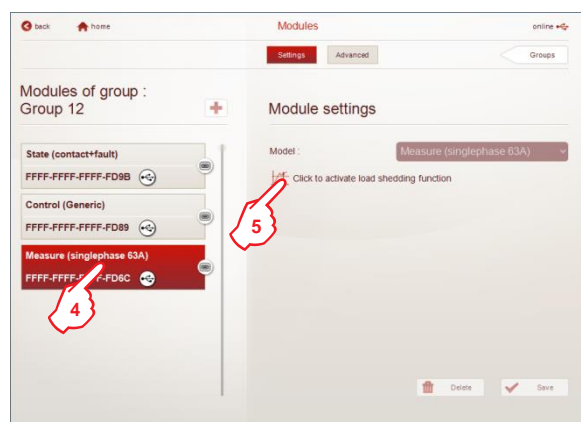 back
home
Modules
online
Settings
Advanced
Groups
Modules of group :
Group 12
Module settings
State (contact+fault)
FFFF-FFFF-FFFF-FD9B
Control (Generic)
FFFF-FFFF-FFFF-FD89
Measure (singlephase 63A)
FFFF-FFFF- F-FD6C
4
Model :
Measure (singlephase 63A)
Click to activate load shedding function
5
Delete
Save